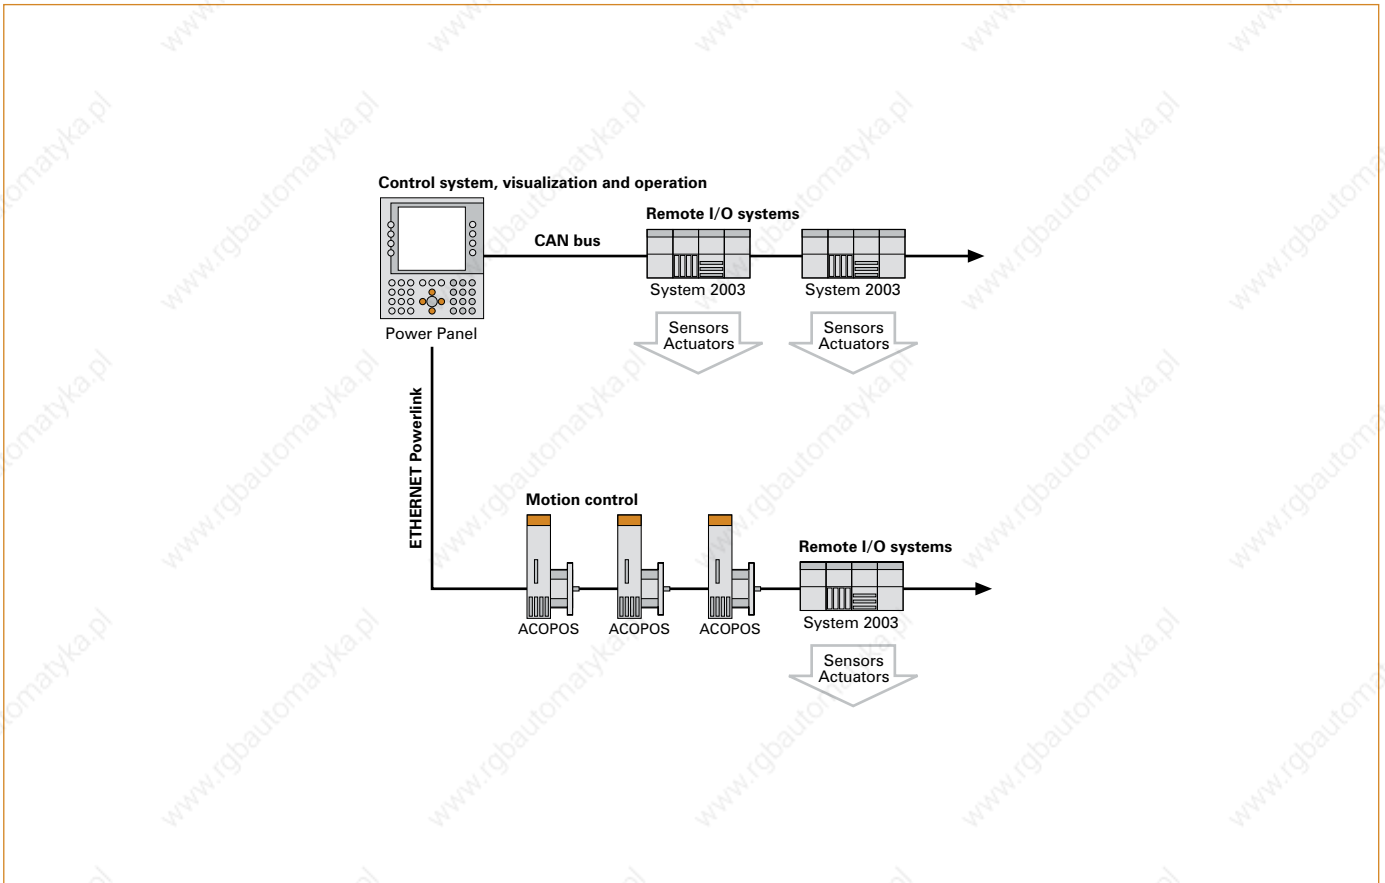 Control system, visualization and operation
Remote I/O systems
CAN bus
System 2003
System 2003
Power Panel
Sensors
Actuators
Sensors
Actuators
ETHERNET Powerlink
Motion control
Remote I/O systems
ACOPOS
ACOPOS
ACOPOS
System 2003
Sensors
Actuators
www.rgbautomatyka.pl